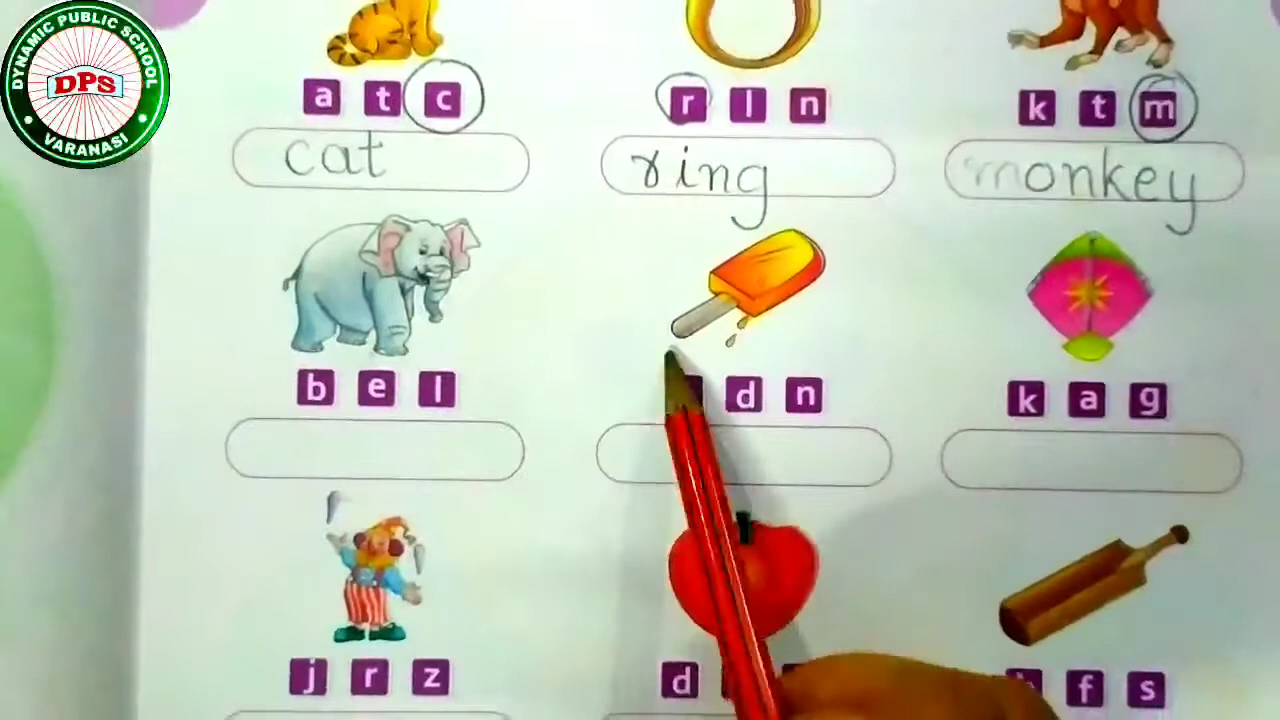 DYNAMIC PUBLIC SCHOOL
DPS
VARANASI
a t c r l n k t m
cat ring monkey
b e l d n k a g
j r z d f s